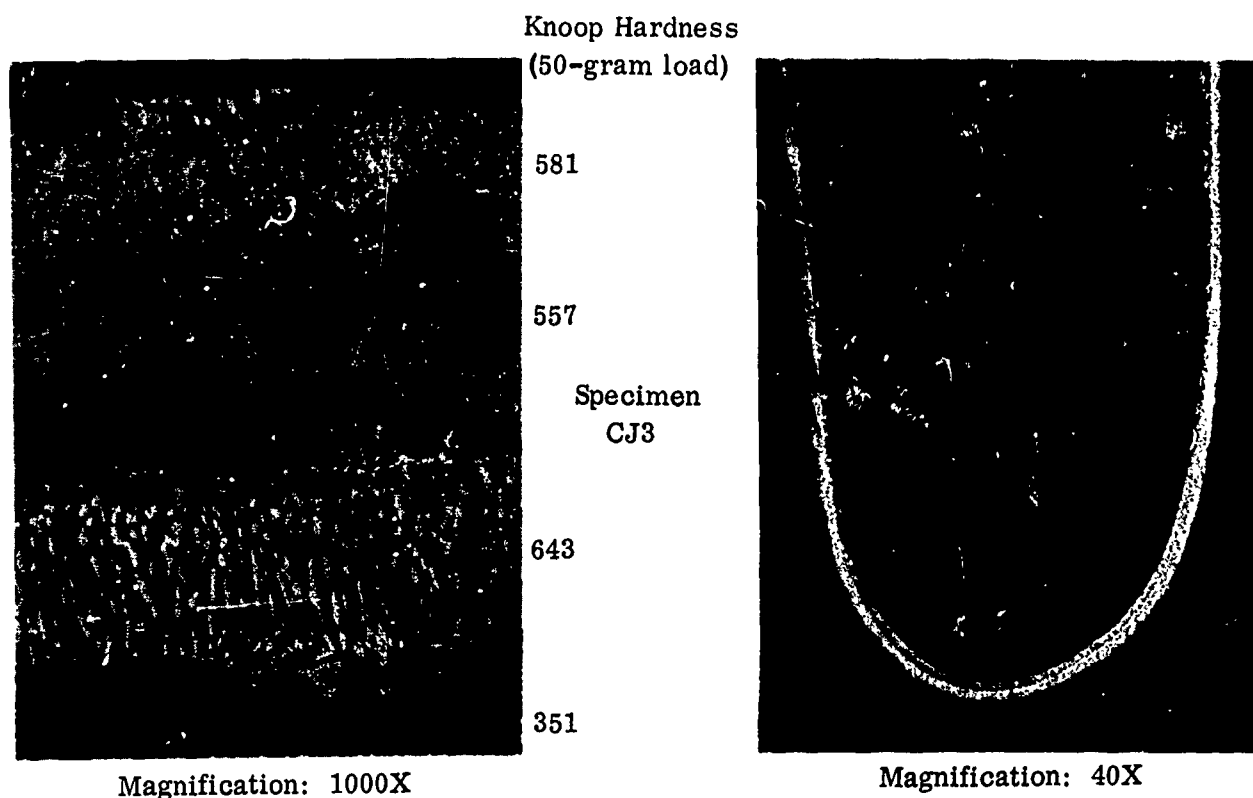 Knoop Hardness
(50-gram load)
581
557
Specimen
CJ3
643
351
Magnification: 1000X
Magnification: 40X